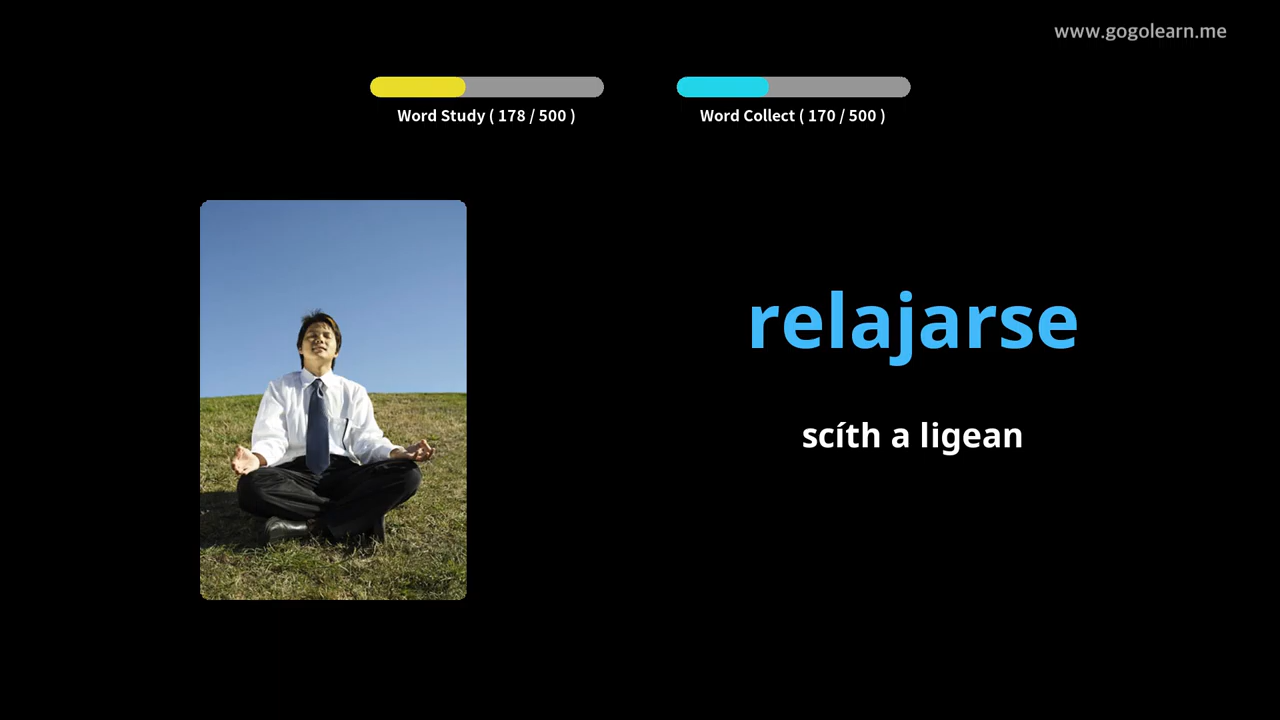 www.gogolearn.me
Word Study ( 178 / 500 )
Word Collect ( 170 / 500 )
relajarse
scíth a ligean